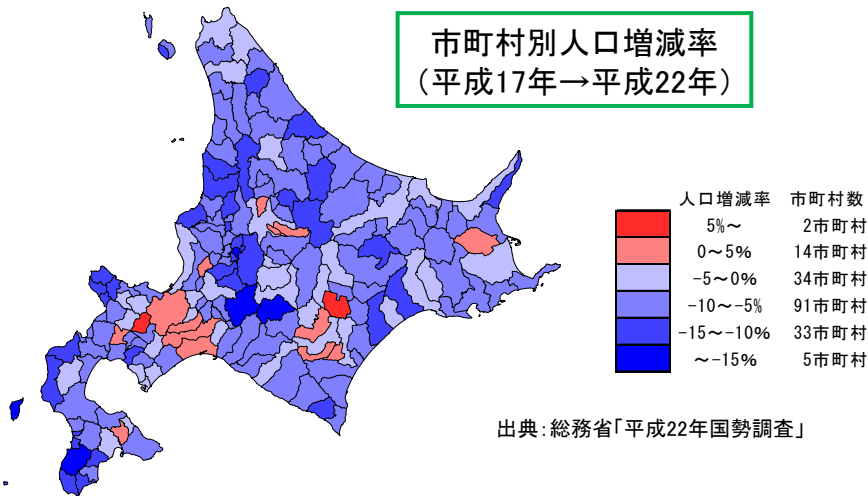 市町村別人口増減率
（平成17年→平成22年）
人口増減率 市町村数
5％～ 2市町村
0～5％ 14市町村
－5～0％ 34市町村
－10～－5％ 91市町村
－15～－10％ 33市町村
～－15％ 5市町村
出典：総務省「平成22年国勢調査」